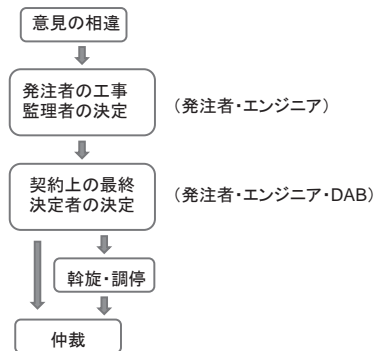 意見の相違
発注者の工事
監理者の決定
（発注者・エンジニア）
契約上の最終
決定者の決定
（発注者・エンジニア・DAB）
斡旋・調停
仲裁